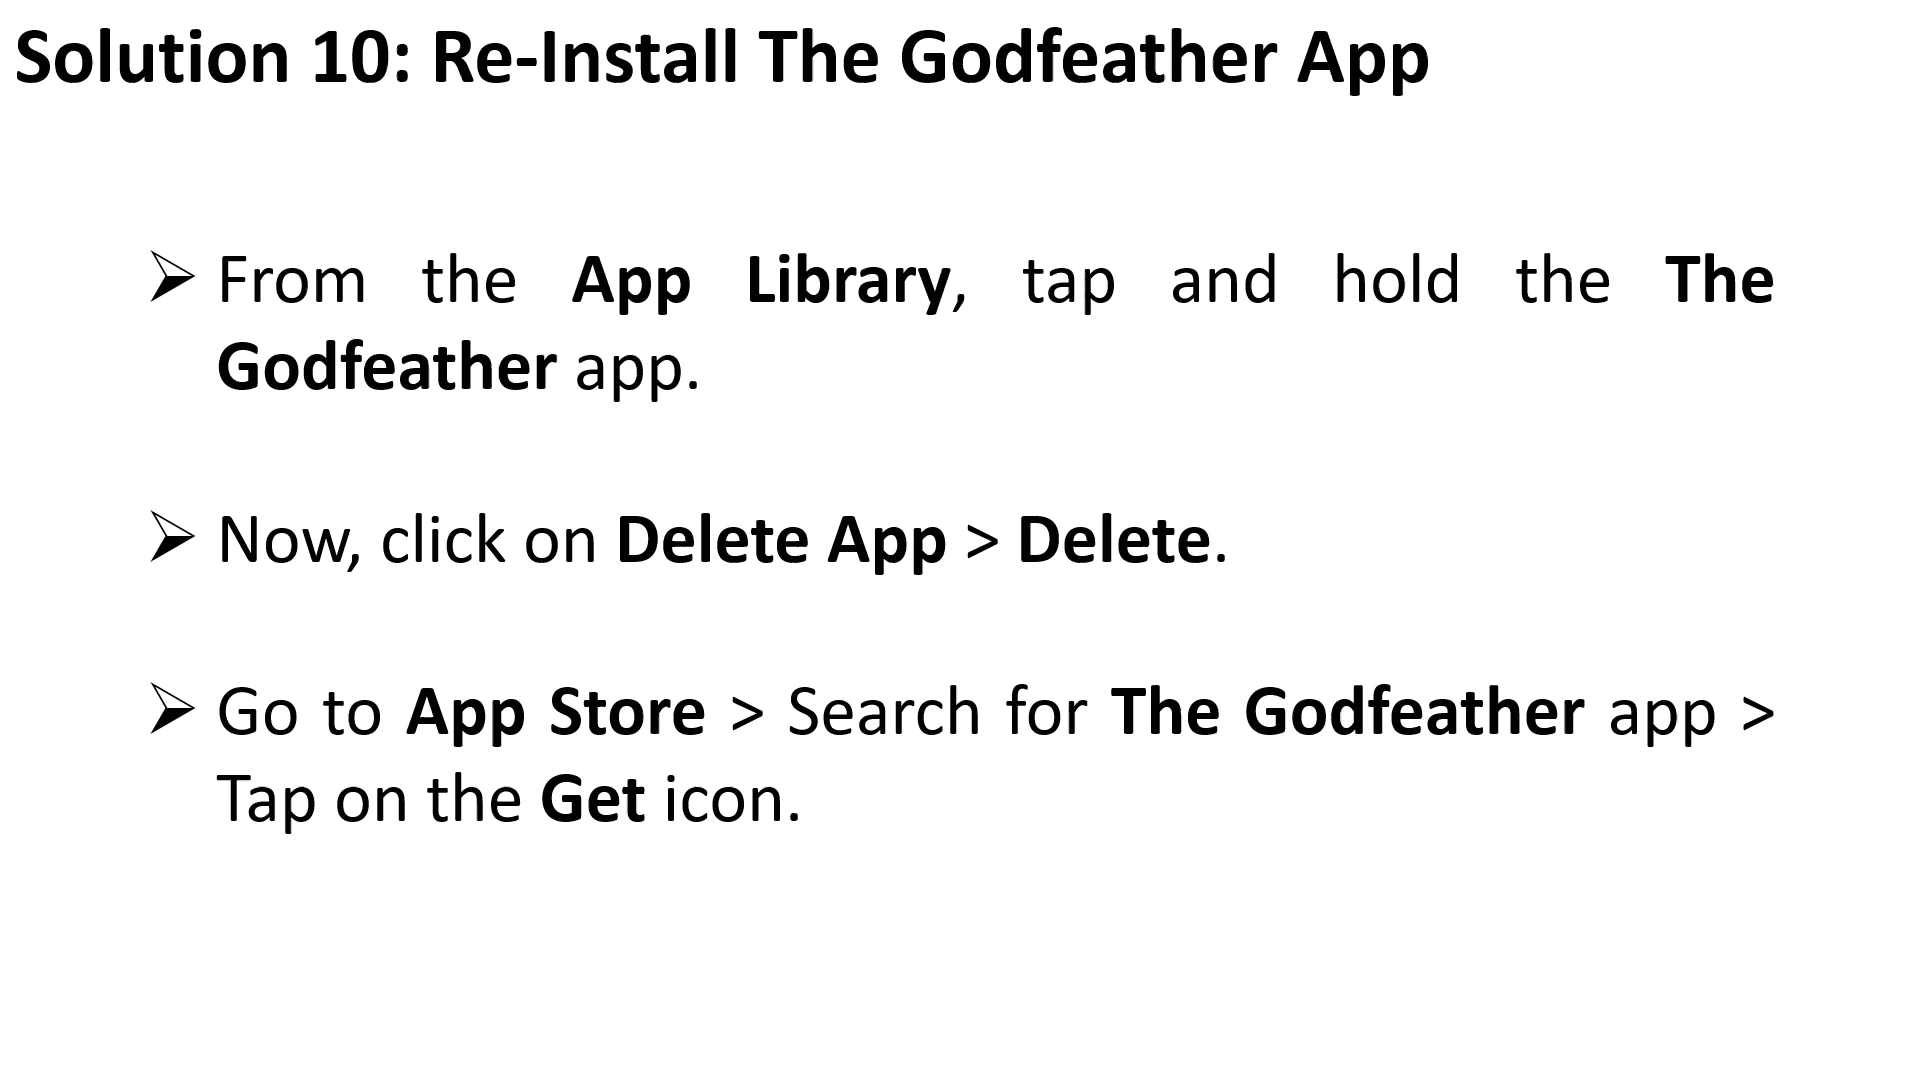 Solution 10: Re-Install The Godfeather App
From the App Library, tap and hold the The
Godfeather app.
Now, click on Delete App > Delete.
Go to App Store > Search for The Godfeather app >
Tap on the Get icon.